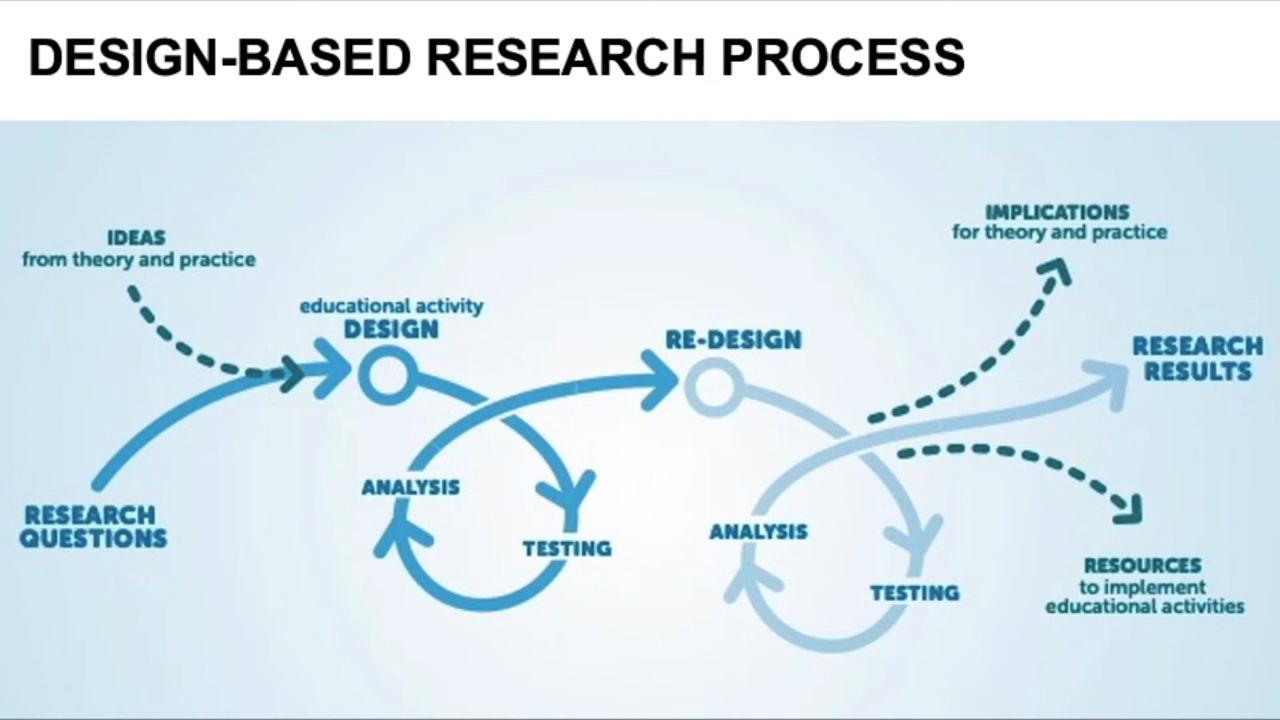 DESIGN-BASED RESEARCH PROCESS
IDEAS
from theory and practice
educational activity
DESIGN
RESEARCH
QUESTIONS
ANALYSIS
TESTING
RE-DESIGN
ANALYSIS
TESTING
IMPLICATIONS
for theory and practice
RESEARCH
RESULTS
RESOURCES
to implement
educational activities